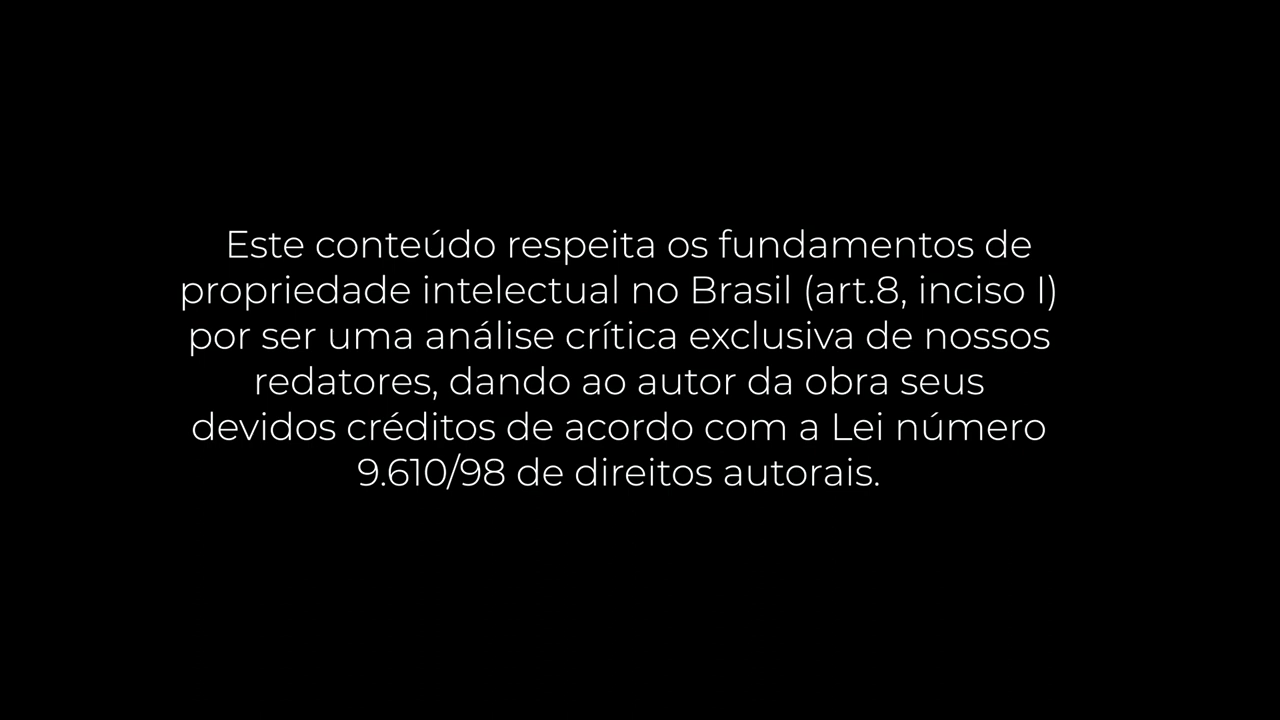 Este conteúdo respeita os fundamentos de
propriedade intelectual no Brasil (art.8, inciso I)
por ser uma análise crítica exclusiva de nossos
redatores, dando ao autor da obra seus
devidos créditos de acordo com a Lei número
9.610/98 de direitos autorais.